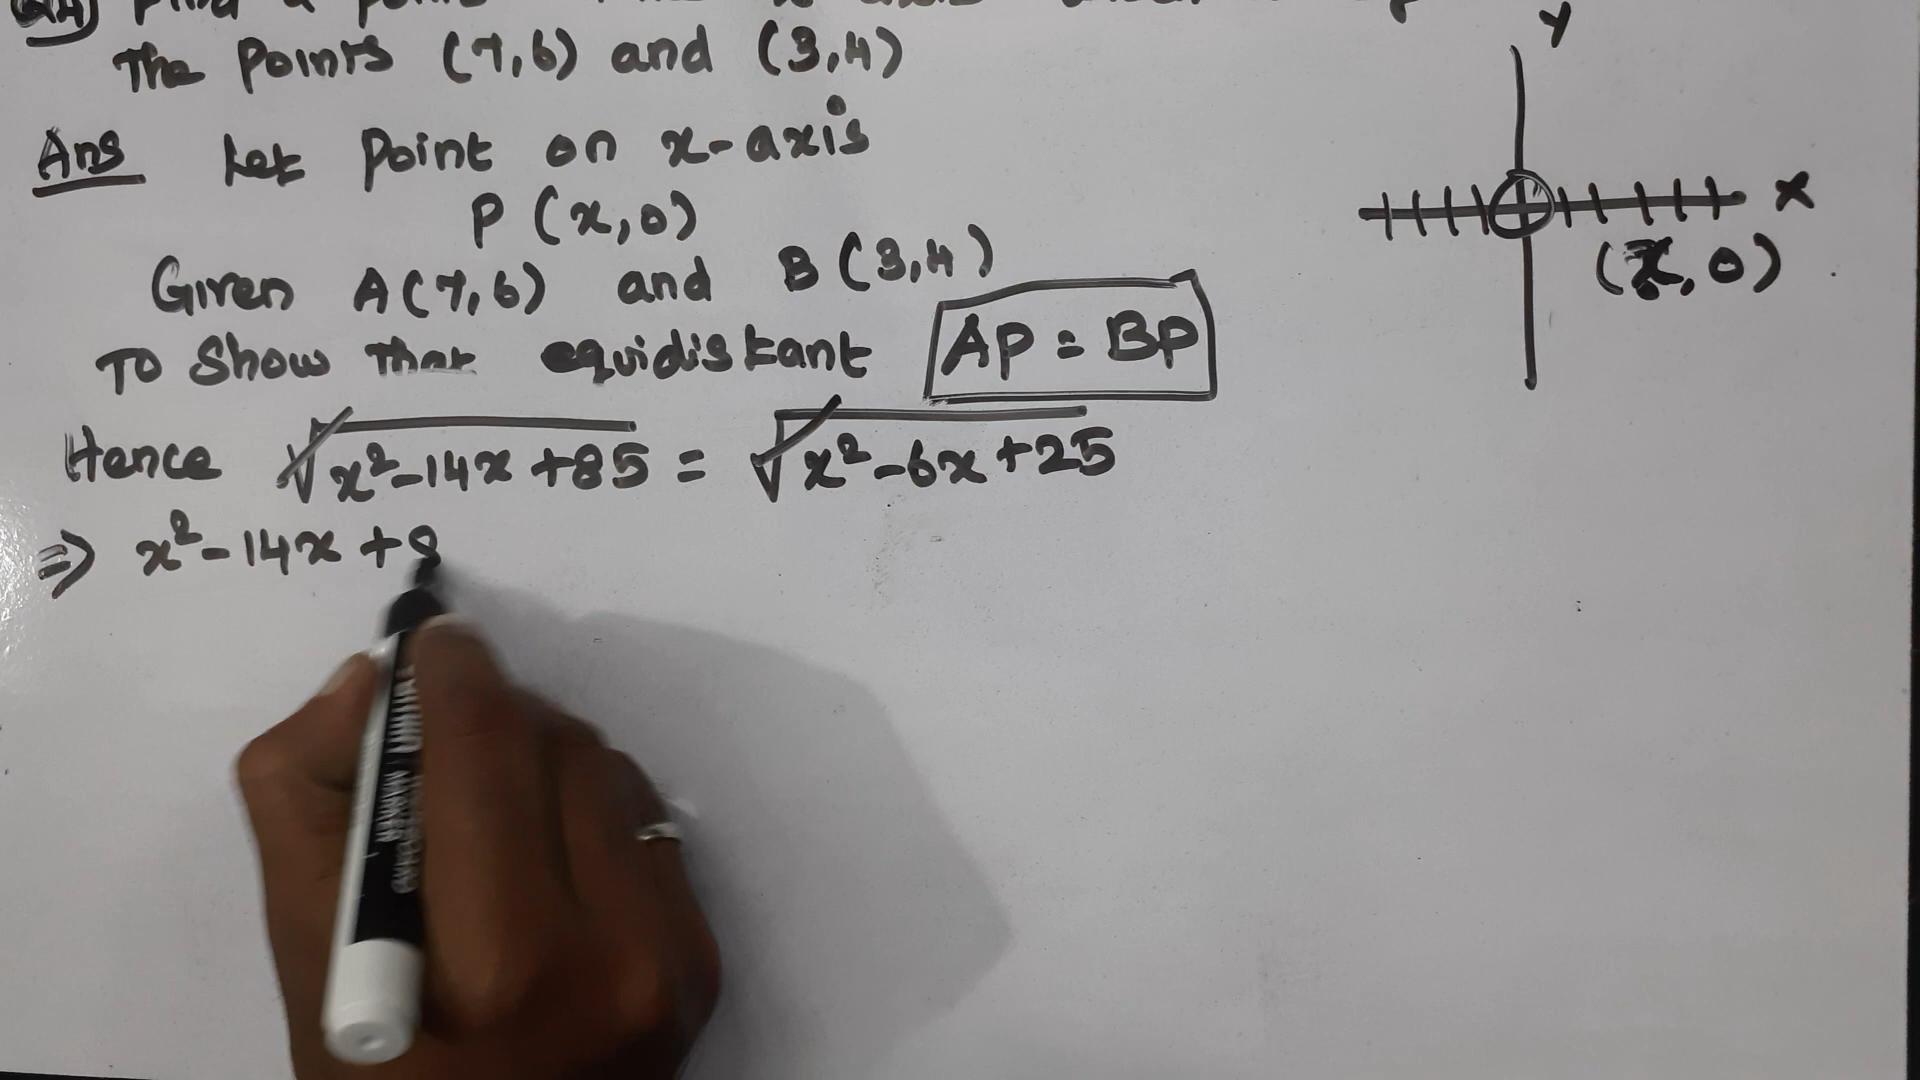 The Points (7,6) and (3,4)
Ans Let Point on x-axis
P (x,0)
Given A(7,6) and B(3,4)
To Show that equidistant AP = BP
Hence √x²-14x+85 = √x²-6x+25
⇒ x²-14x+8
Y
X
(x,0)